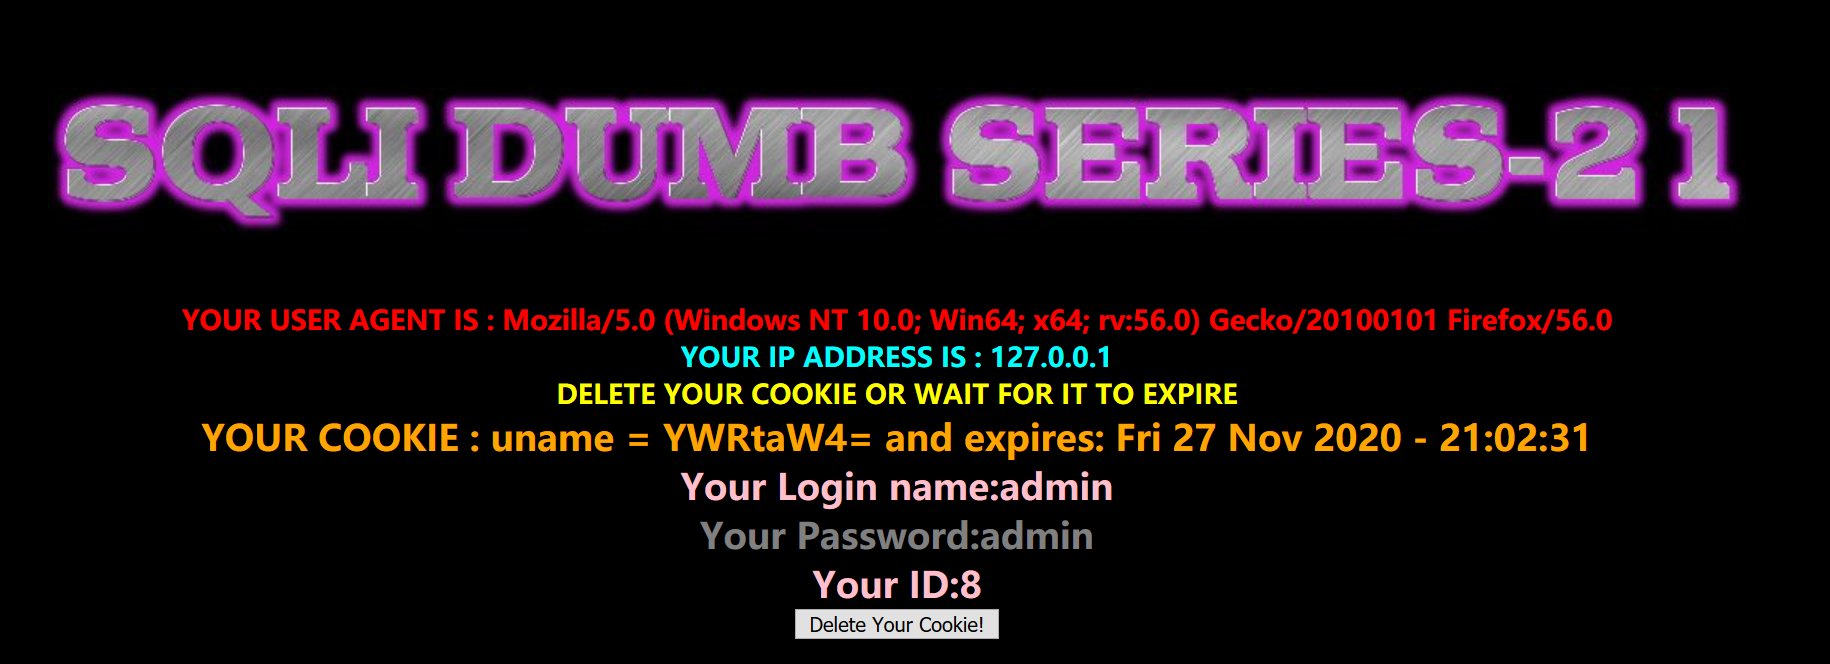 SQLI DUMB SERIES-21
YOUR USER AGENT IS : Mozilla/5.0 (Windows NT 10.0; Win64; x64; rv:56.0) Gecko/20100101 Firefox/56.0
YOUR IP ADDRESS IS : 127.0.0.1
DELETE YOUR COOKIE OR WAIT FOR IT TO EXPIRE
YOUR COOKIE : uname = YWRtaW4= and expires: Fri 27 Nov 2020 - 21:02:31
Your Login name:admin
Your Password:admin
Your ID:8
Delete Your Cookie!